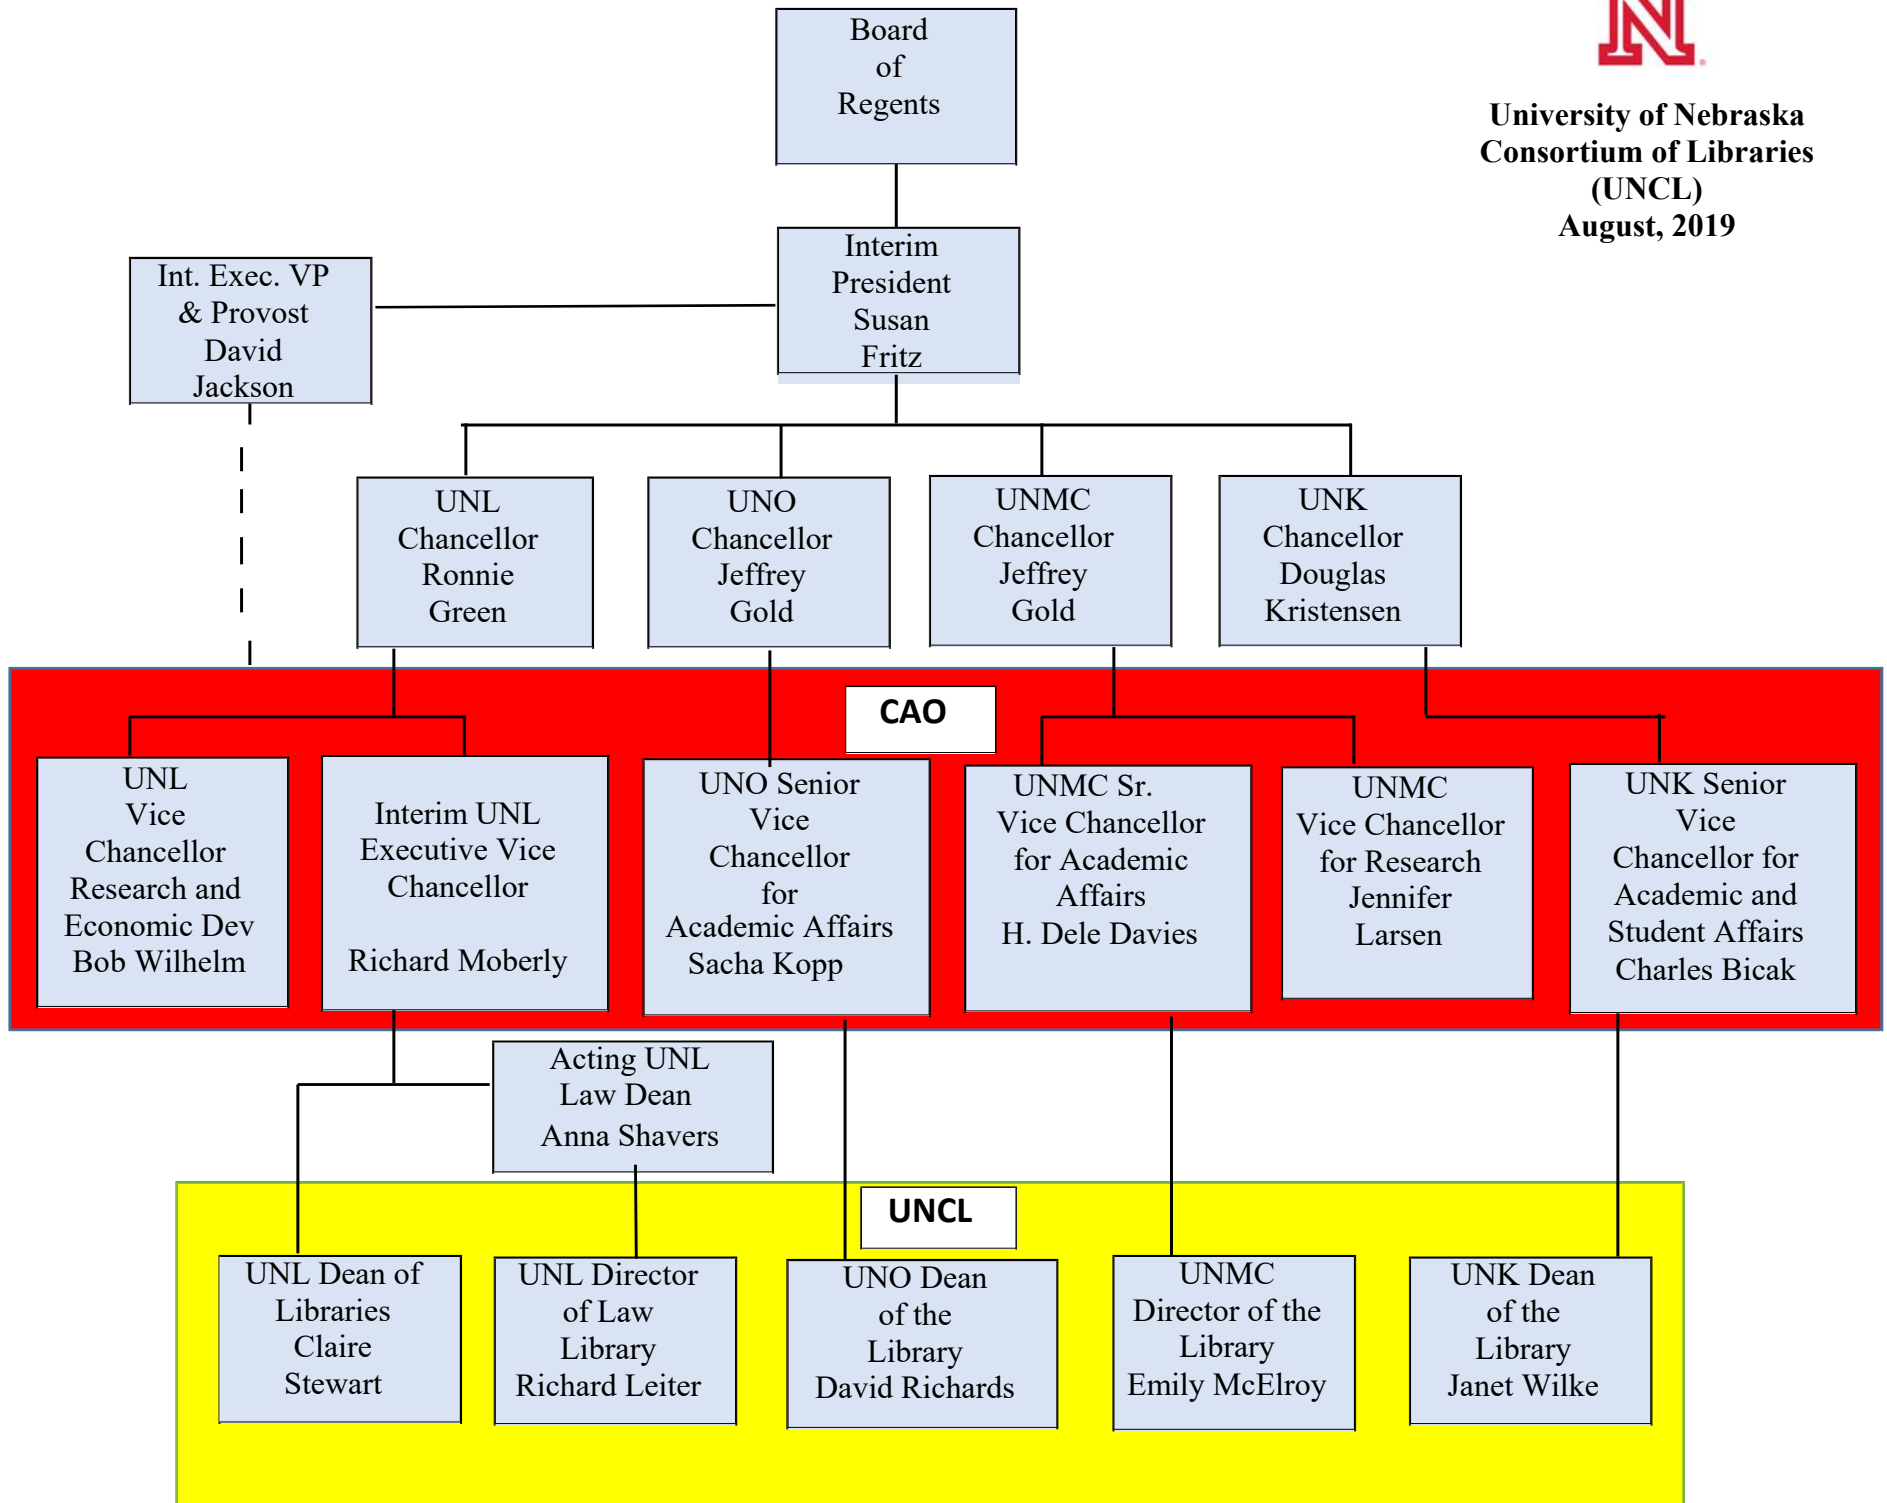 Board
of
Regents
N
University of Nebraska
Consortium of Libraries
(UNCL)
August, 2019
Interim
President
Susan
Fritz
Int. Exec. VP
& Provost
David
Jackson
UNL
Chancellor
Ronnie
Green
UNO
Chancellor
Jeffrey
Gold
UNMC
Chancellor
Jeffrey
Gold
UNK
Chancellor
Douglas
Kristensen
CAO
UNL
Vice
Chancellor
Research and
Economic Dev
Bob Wilhelm
Interim UNL
Executive Vice
Chancellor
Richard Moberly
UNO Senior
Vice
Chancellor
for
Academic Affairs
Sacha Kopp
UNMC Sr.
Vice Chancellor
for Academic
Affairs
H. Dele Davies
UNMC
Vice Chancellor
for Research
Jennifer
Larsen
UNK Senior
Vice
Chancellor for
Academic and
Student Affairs
Charles Bicak
Acting UNL
Law Dean
Anna Shavers
UNCL
UNL Dean of
Libraries
Claire
Stewart
UNL Director
of Law
Library
Richard Leiter
UNO Dean
of the
Library
David Richards
UNMC
Director of the
Library
Emily McElroy
UNK Dean
of the
Library
Janet Wilke